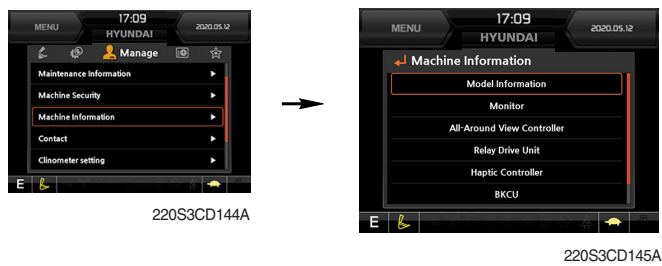 MENU
17:09
HYUNDAI
2020.05.12
Manage
Maintenance Information
Machine Security
Machine Information
Contact
Clinometer setting
E
220S3CD144A
MENU
17:09
HYUNDAI
2020.05.12
Machine Information
Model Information
Monitor
All-Around View Controller
Relay Drive Unit
Haptic Controller
BKCU
E
220S3CD145A